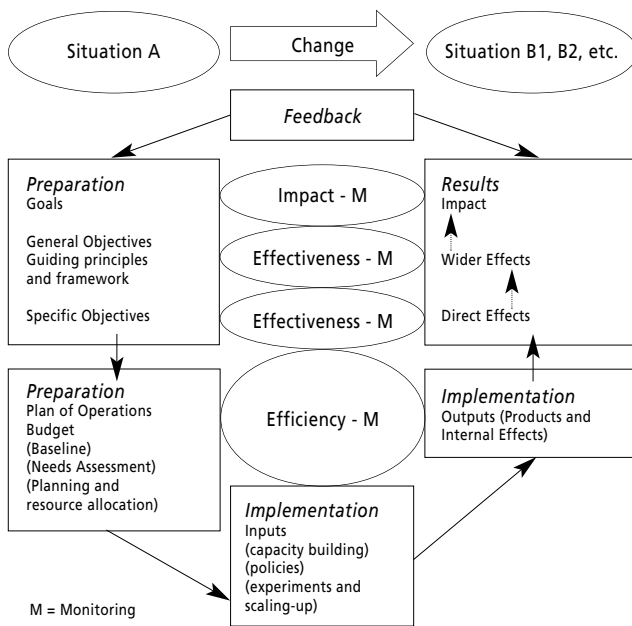 Situation A
Change
Situation B1, B2, etc.
Feedback
Preparation
Goals
General Objectives
Guiding principles
and framework
Specific Objectives
Impact - M
Effectiveness - M
Effectiveness - M
Efficiency - M
Results
Impact
Wider Effects
Direct Effects
Preparation
Plan of Operations
Budget
(Baseline)
(Needs Assessment)
(Planning and
resource allocation)
Implementation
Inputs
(capacity building)
(policies)
(experiments and
scaling-up)
Implementation
Outputs (Products and
Internal Effects)
M = Monitoring